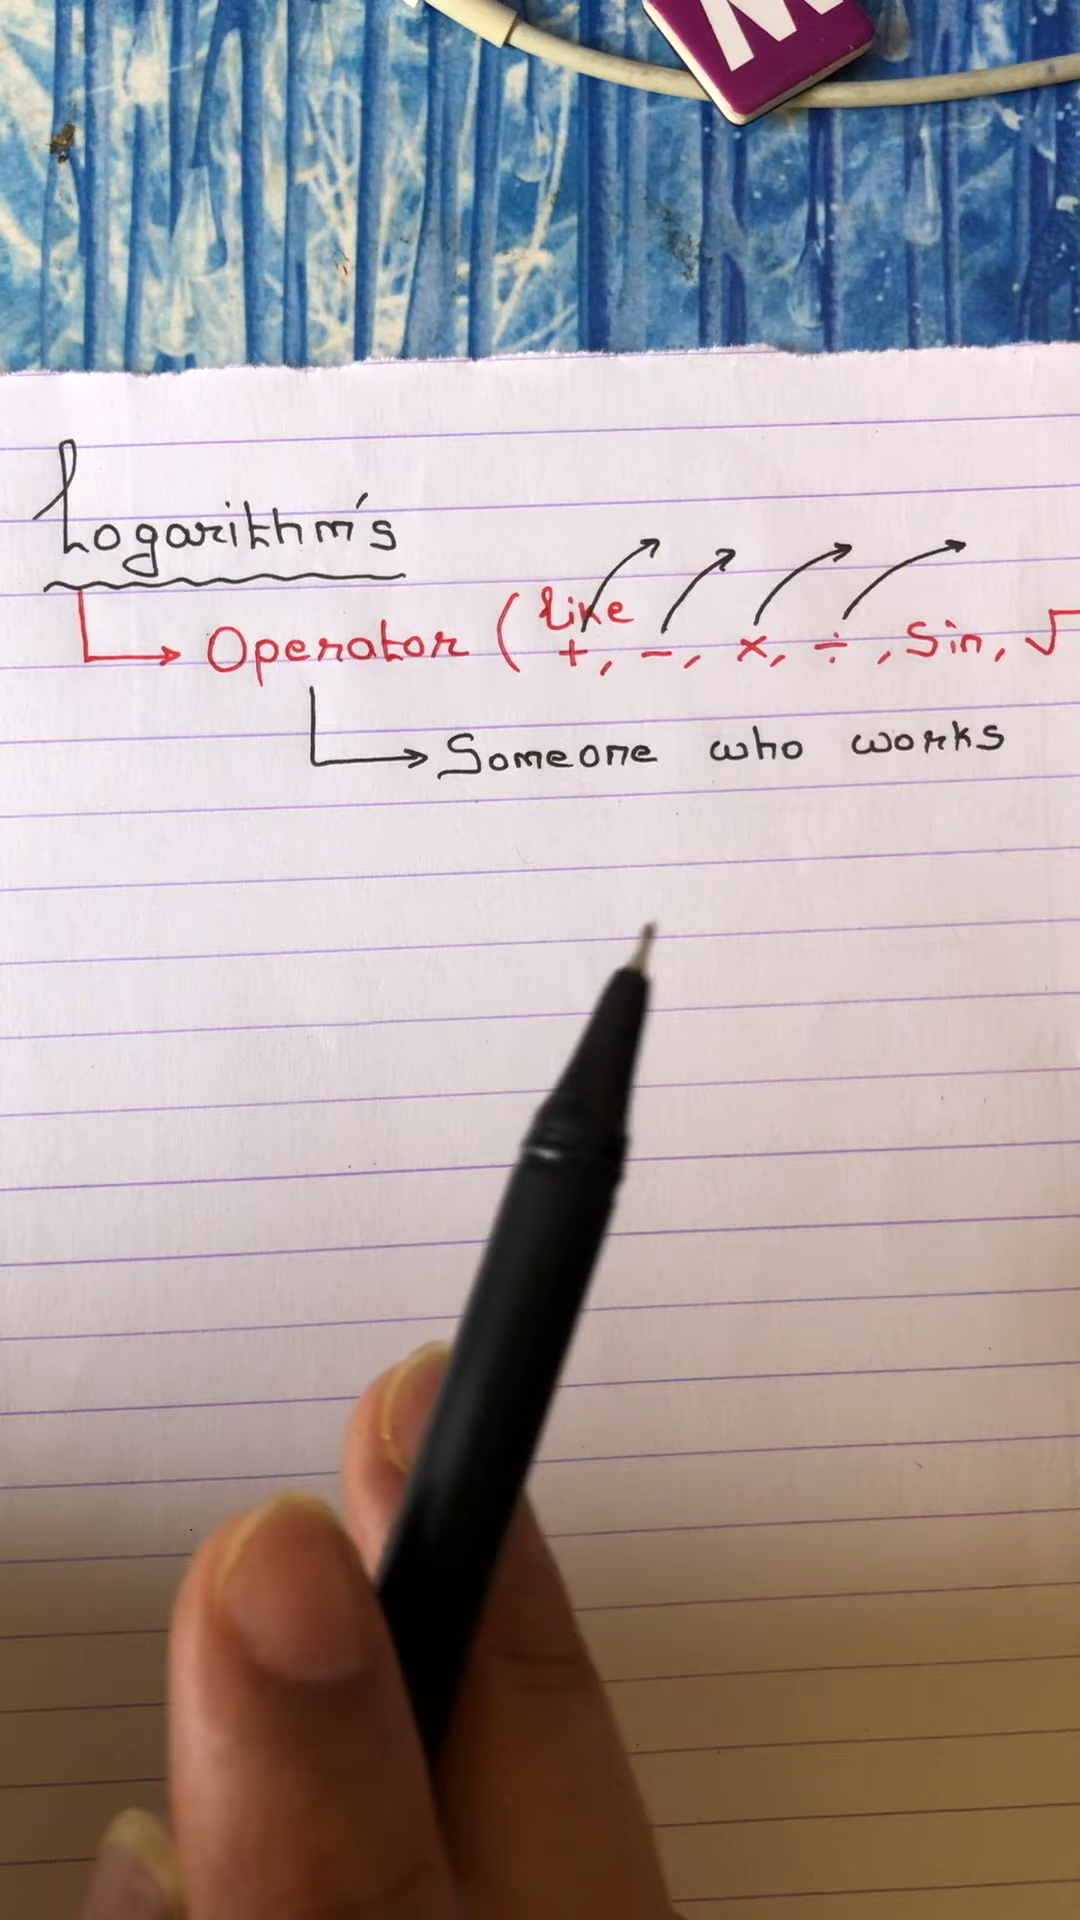 M
Logarithm's
Operator ( like
+, -, ×, ÷, Sin, √
Someone who works